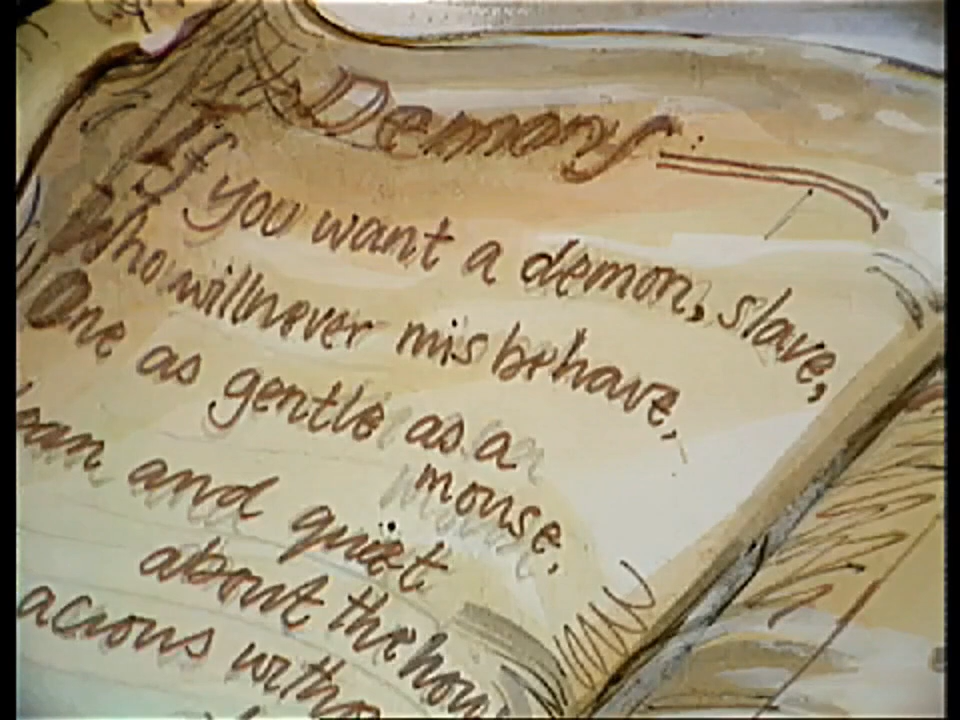 Demons
If you want a demon, slave,
Who will never misbehave,
One as gentle as a
mouse.
and quiet
about the